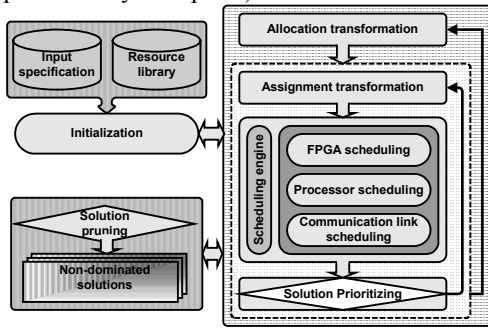 Input
specification
Resource
library
Initialization
Solution
pruning
Non-dominated
solutions
Allocation transformation
Assignment transformation
Scheduling engine
FPGA scheduling
Processor scheduling
Communication link
scheduling
Solution Prioritizing